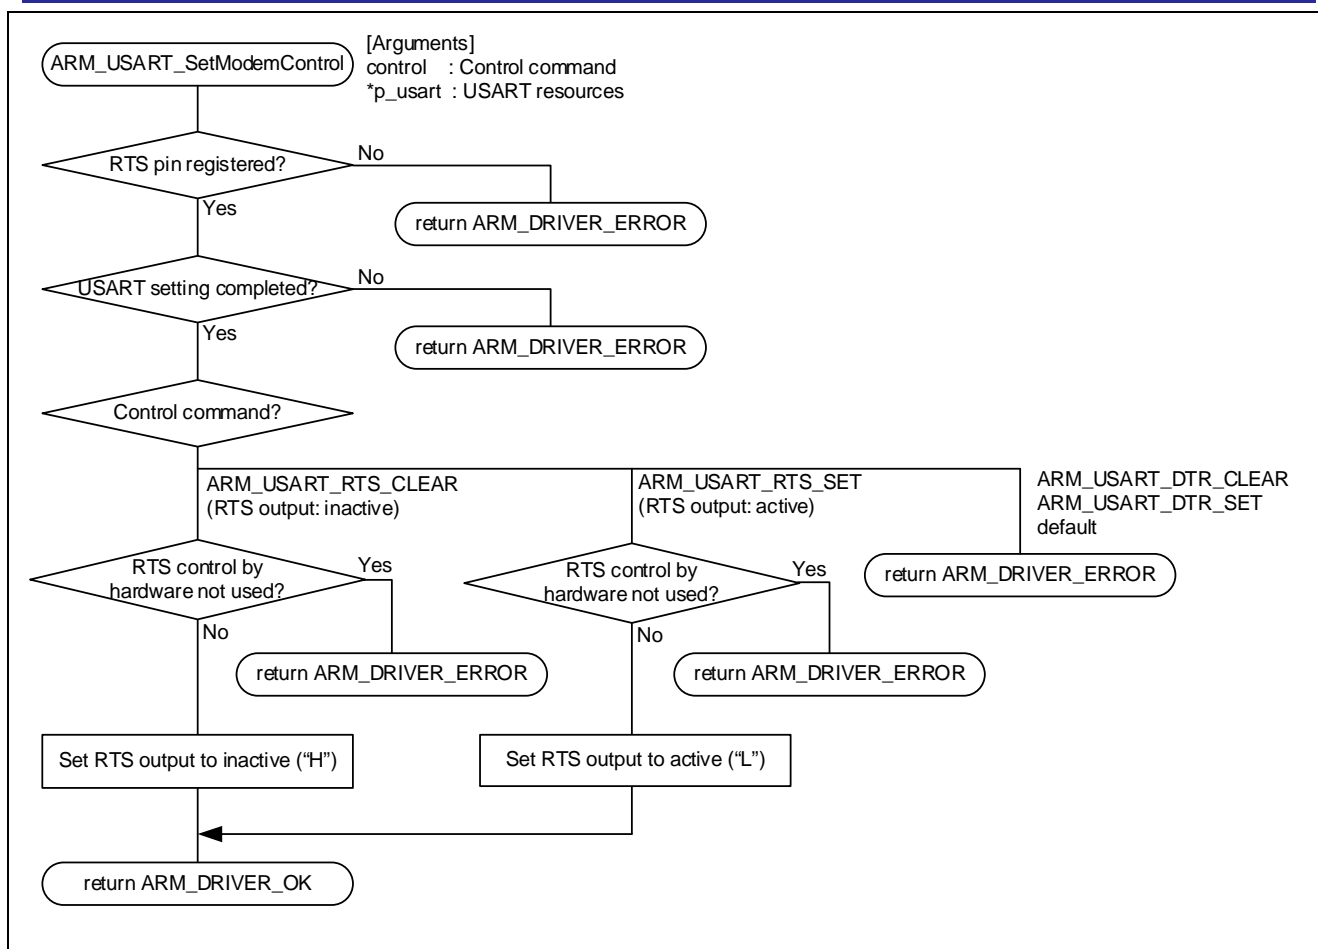 ARM_USART_SetModemControl
[Arguments]
control : Control command
*p_usart : USART resources
RTS pin registered?
No
Yes
return ARM_DRIVER_ERROR
USART setting completed?
No
Yes
return ARM_DRIVER_ERROR
Control command?
ARM_USART_RTS_CLEAR
(RTS output: inactive)
ARM_USART_RTS_SET
(RTS output: active)
ARM_USART_DTR_CLEAR
ARM_USART_DTR_SET
default
RTS control by
hardware not used?
Yes
No
return ARM_DRIVER_ERROR
RTS control by
hardware not used?
Yes
No
return ARM_DRIVER_ERROR
return ARM_DRIVER_ERROR
Set RTS output to inactive (“H”)
Set RTS output to active (“L”)
return ARM_DRIVER_OK